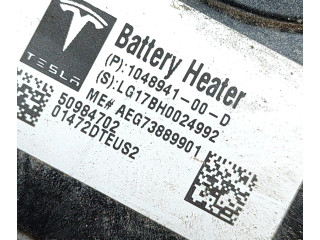 TESLA
Battery Heater
(P):1048941-00-D
(S):LG17BH0024992
ME# AEG73889901
50984702
01472DTEUS2